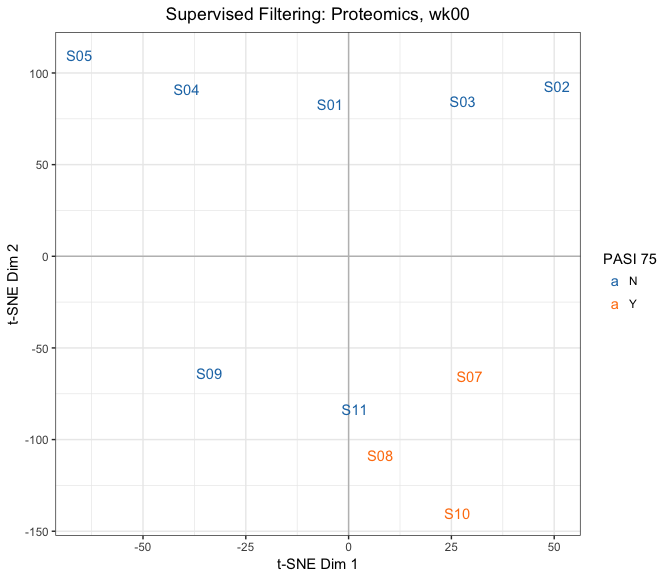 Supervised Filtering: Proteomics, wk00
S05
S04
S01
S03
S02
S09
S11
S07
S08
S10
100
50
0
-50
-100
-150
-50
-25
0
25
50
t-SNE Dim 1
t-SNE Dim 2
PASI 75
a N
a Y